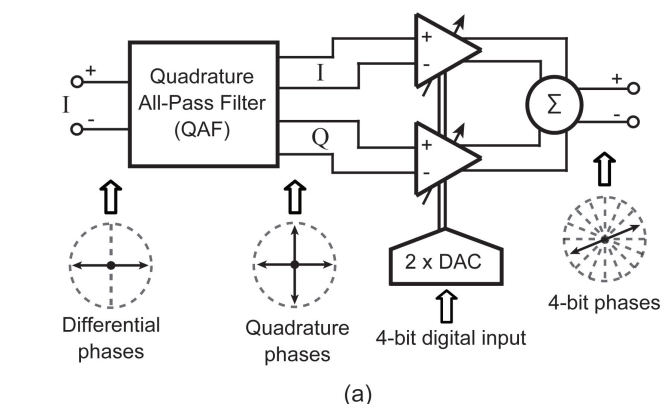 I
+
-
Quadrature
All-Pass Filter
(QAF)
I
Q
+
-
+
-
Σ
+
-
2 x DAC
Differential
phases
Quadrature
phases
4-bit digital input
4-bit phases
(a)